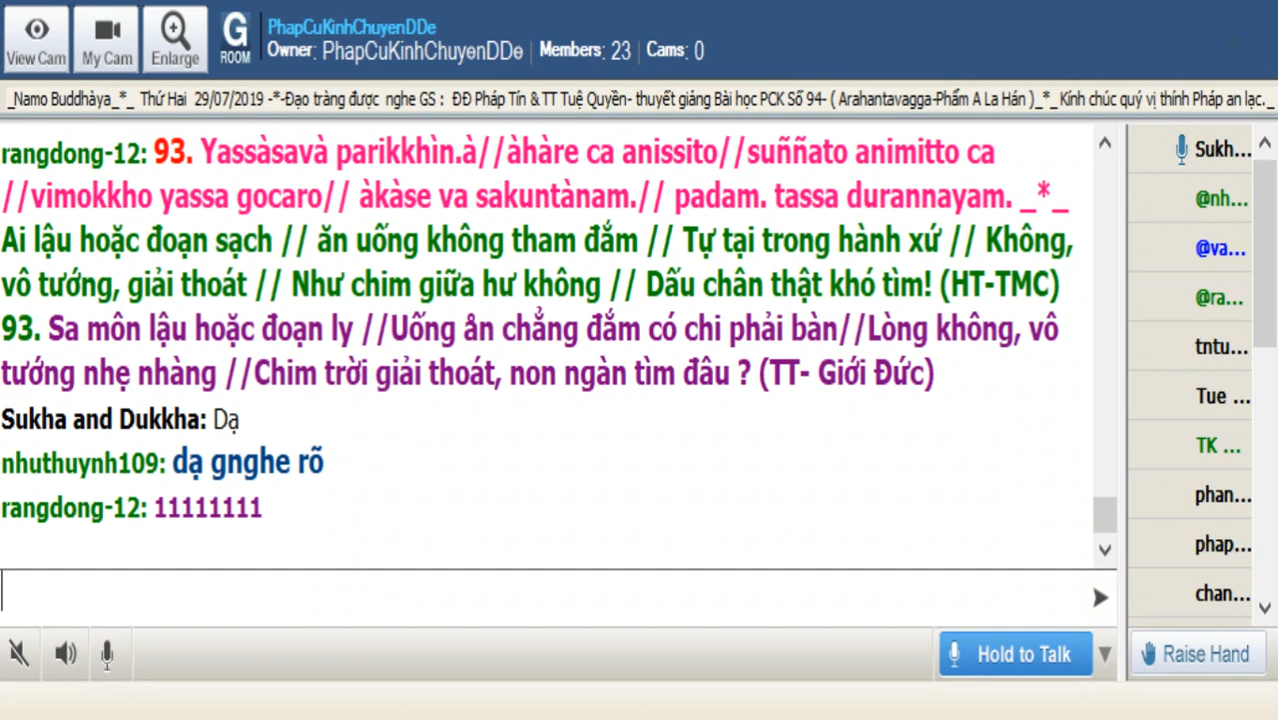 PhapCuKinhChuyenDDe
Owner: PhapCuKinhChuyenDDe | Members: 23 | Cams: 0
View Cam
My Cam
Enlarge
G
ROOM
_Namo Buddhàya_*_ Thứ Hai 29/07/2019 -*-Đạo tràng được nghe GS : ĐĐ Pháp Tín & TT Tuệ Quyền- thuyết giảng Bài học PCK Số 94- ( Arahantavagga-Phẩm A La Hán )_*_ Kính chúc quý vị thính Pháp an lạc._
rangdong-12: 93. Yassàsavà parikkhìn.à//àhàre ca anissito//suññato animitto ca
//vimokkho yassa gocaro// àkàse va sakuntànam.// padam. tassa durannayam. _*_
Ai lậu hoặc đoạn sạch // ăn uống không tham đắm // Tự tại trong hành xứ // Không,
vô tướng, giải thoát // Như chim giữa hư không // Dấu chân thật khó tìm! (HT-TMC)
93. Sa môn lậu hoặc đoạn ly //Uống ån chẳng đắm có chi phải bàn//Lòng không, vô
tướng nhẹ nhàng //Chim trời giải thoát, non ngàn tìm đâu ? (TT- Giới Đức)
Sukha and Dukkha: Dạ
nhuthuynh109: dạ gnghe rõ
rangdong-12: 11111111
Sukh...
@nh...
@va...
@ra...
tntu...
Tue ...
TK ...
phan...
phap...
chan...
Hold to Talk
Raise Hand